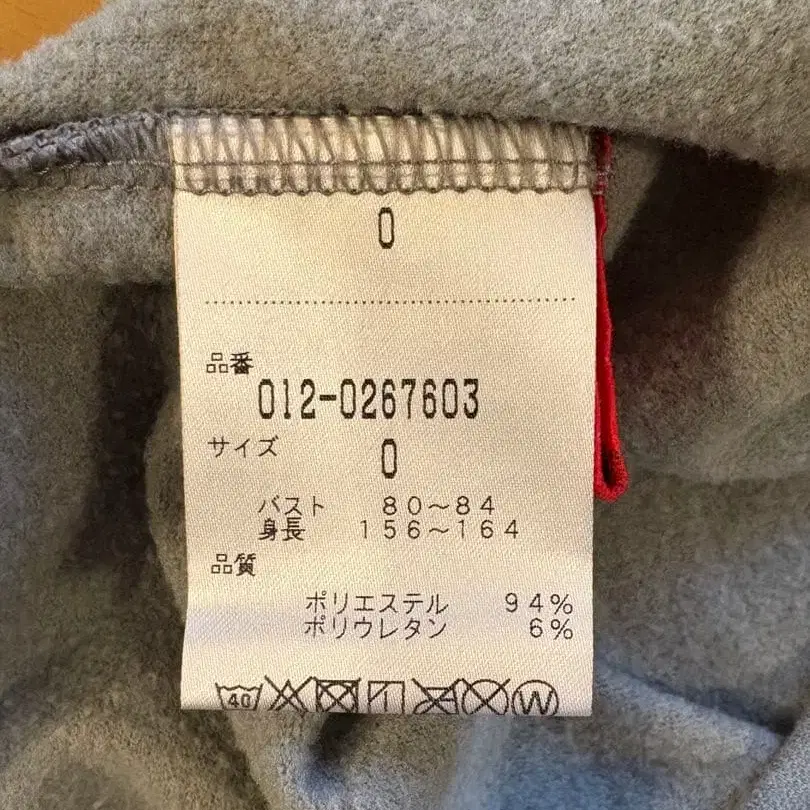 0
品番
012-0267603
サイズ
0
バスト 80～84
身長 156～164
品質
ポリエステル 94%
ポリウレタン 6%
40 W